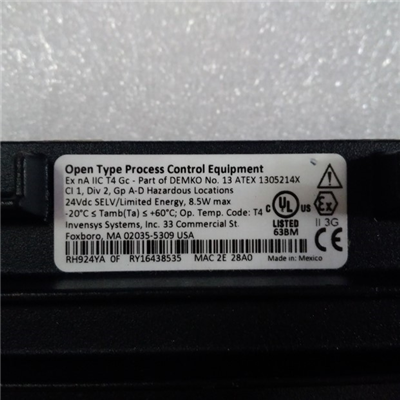 Open Type Process Control Equipment
Ex nA IIC T4 Gc - Part of DEMKO No. 13 ATEX 1305214X
Cl 1, Div 2, Gp A-D Hazardous Locations
24Vdc SELV/Limited Energy, 8.5W max
-20°C ≤ Tamb(Ta) ≤ +60°C; Op. Temp. Code: T4
Invensys Systems, Inc. 33 Commercial St.
Foxboro, MA 02035-5309 USA
C UL US
LISTED
63BM
Ex
II 3G
RH924YA 0F RY16438535 MAC 2E 28A0 Made in: Mexico